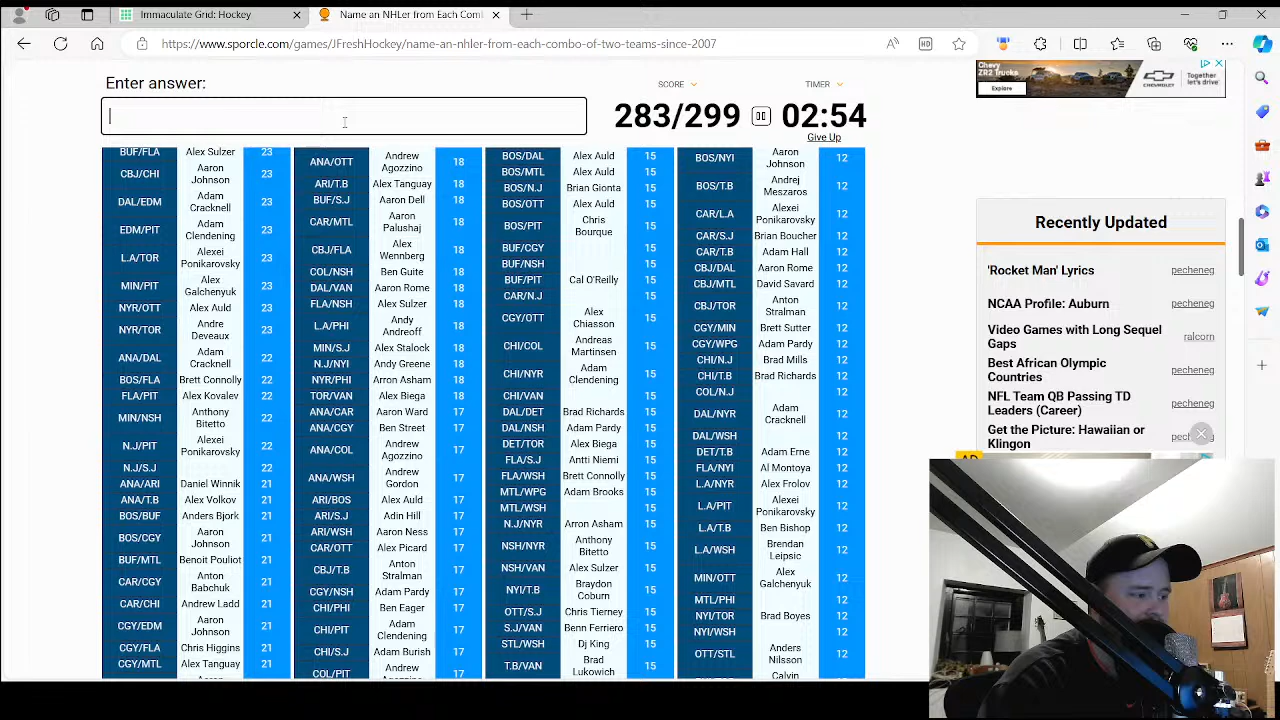 Immaculate Grid: Hockey
Name an NHLer from Each Comb
https://www.sporcle.com/games/JFreshHockey/name-an-nhler-from-each-combo-of-two-teams-since-2007
Enter answer:
SCORE
TIMER
283/299
02:54
Give Up
BUF/FLA Alex Sulzer 23
CBJ/CHI Aaron Johnson 23
DAL/EDM Adam Cracknell 23
EDM/PIT Adam Clendening 23
L.A/TOR Alexei Ponikarovsky 23
MIN/PIT Alex Galchenyuk 23
NYR/OTT Alex Auld 23
NYR/TOR Andre Deveaux 23
ANA/DAL Adam Cracknell 22
BOS/FLA Brett Connolly 22
FLA/PIT Alex Kovalev 22
MIN/NSH Anthony Bitetto 22
N.J/PIT Alexei Ponikarovsky 22
N.J/S.J 22
ANA/ARI Daniel Winnik 21
ANA/T.B Alex Volkov 21
BOS/BUF Anders Bjork 21
BOS/CGY Aaron Johnson 21
BUF/MTL Benoit Pouliot 21
CAR/CGY Anton Babchuk 21
CAR/CHI Andrew Ladd 21
CGY/EDM Aaron Johnson 21
CGY/FLA Chris Higgins 21
CGY/MTL Alex Tanguay 21
ANA/OTT Andrew Agozzino 18
ARI/T.B Alex Tanguay 18
BUF/S.J Aaron Dell 18
CAR/MTL Aaron Palushaj 18
CBJ/FLA Alex Wennberg 18
COL/NSH Ben Guite 18
DAL/VAN Aaron Rome 18
FLA/NSH Alex Sulzer 18
L.A/PHI Andy Andreoff 18
MIN/S.J Alex Stalock 18
N.J/NYI Andy Greene 18
NYR/PHI Arron Asham 18
TOR/VAN Alex Biega 18
ANA/CAR Aaron Ward 17
ANA/CGY Ben Street 17
ANA/COL Andrew Agozzino 17
ANA/WSH Andrew Gordon 17
ARI/BOS Alex Auld 17
ARI/S.J Adin Hill 17
ARI/WSH Aaron Ness 17
CAR/OTT Alex Picard 17
CBJ/T.B Anton Stralman 17
CGY/NSH Adam Pardy 17
CHI/PHI Ben Eager 17
CHI/PIT Adam Clendening 17
CHI/S.J Adam Burish 17
COL/PIT Andrew 17
BOS/DAL Alex Auld 15
BOS/MTL Alex Auld 15
BOS/N.J Brian Gionta 15
BOS/OTT Alex Auld 15
BOS/PIT Chris Bourque 15
BUF/CGY 15
BUF/NSH 15
BUF/PIT Cal O'Reilly 15
CAR/N.J 15
CGY/OTT Alex Chiasson 15
CHI/COL Andreas Martinsen 15
CHI/NYR Adam Clendening 15
CHI/VAN 15
DAL/DET Brad Richards 15
DAL/NSH Adam Pardy 15
DET/TOR Alex Biega 15
FLA/S.J Antti Niemi 15
FLA/WSH Brett Connolly 15
MTL/WPG Adam Brooks 15
MTL/WSH 15
N.J/NYR Arron Asham 15
NSH/NYR Anthony Bitetto 15
NSH/VAN Alex Sulzer 15
NYI/T.B Braydon Coburn 15
OTT/S.J Chris Tierney 15
S.J/VAN Benn Ferriero 15
STL/WSH Dj King 15
T.B/VAN Brad Lukowich 15
BOS/NYI Aaron Johnson 12
BOS/T.B Andrej Meszaros 12
CAR/L.A Alexei Ponikarovsky 12
CAR/S.J Brian Boucher 12
CAR/T.B Adam Hall 12
CBJ/DAL Aaron Rome 12
CBJ/MTL David Savard 12
CBJ/TOR Anton Stralman 12
CGY/MIN Brett Sutter 12
CGY/WPG Adam Pardy 12
CHI/N.J Brad Mills 12
CHI/T.B Brad Richards 12
COL/N.J 12
DAL/NYR Adam Cracknell 12
DAL/WSH 12
DET/T.B Adam Erne 12
FLA/NYI Al Montoya 12
L.A/NYR Alex Frolov 12
L.A/PIT Alexei Ponikarovsky 12
L.A/T.B Ben Bishop 12
L.A/WSH Brendan Leipsic 12
MIN/OTT Alex Galchenyuk 12
MTL/PHI 12
NYI/TOR Brad Boyes 12
NYI/WSH 12
OTT/STL Anders Nilsson 12
Calvin
Chevy
ZR2 Trucks
Explore
CHEVROLET
Together
let's drive
Recently Updated
'Rocket Man' Lyrics pecheneg
NCAA Profile: Auburn pecheneg
Video Games with Long Sequel Gaps ralcorn
Best African Olympic Countries pecheneg
NFL Team QB Passing TD Leaders (Career) pecheneg
Get the Picture: Hawaiian or Klingon
AD